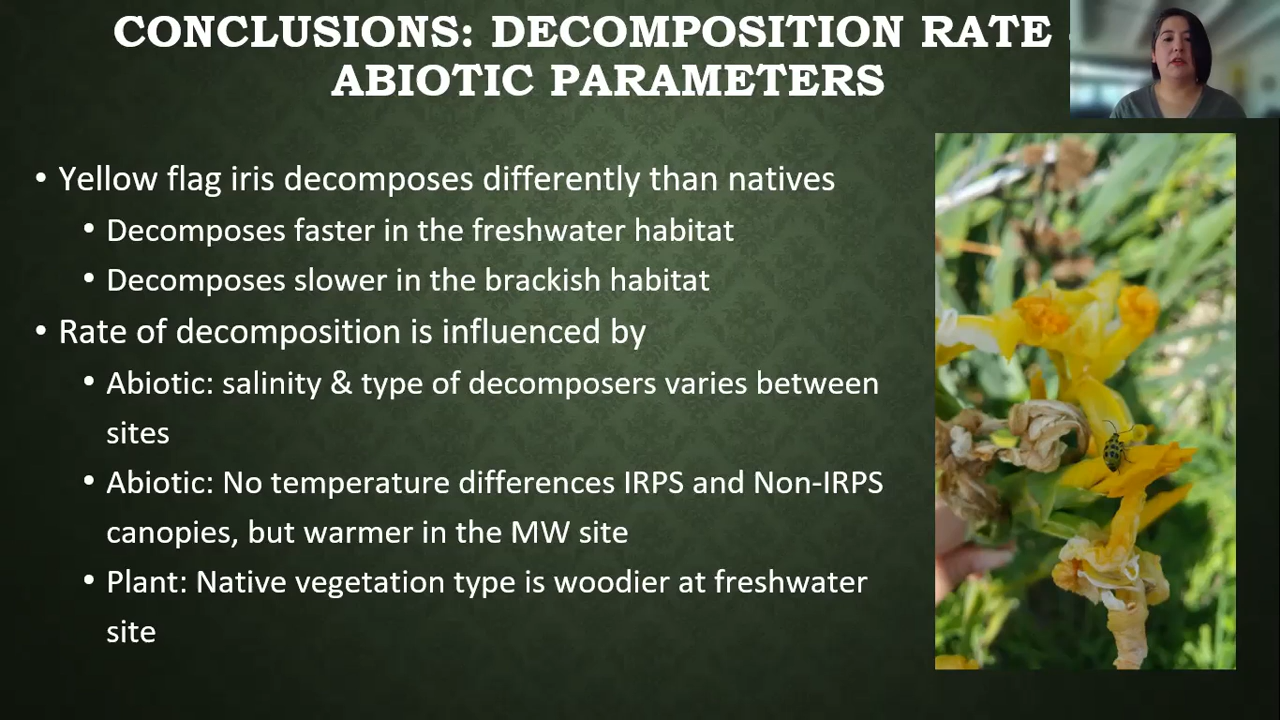 CONCLUSIONS: DECOMPOSITION RATE
ABIOTIC PARAMETERS
• Yellow flag iris decomposes differently than natives
• Decomposes faster in the freshwater habitat
• Decomposes slower in the brackish habitat
• Rate of decomposition is influenced by
• Abiotic: salinity & type of decomposers varies between
sites
• Abiotic: No temperature differences IRPS and Non-IRPS
canopies, but warmer in the MW site
• Plant: Native vegetation type is woodier at freshwater
site